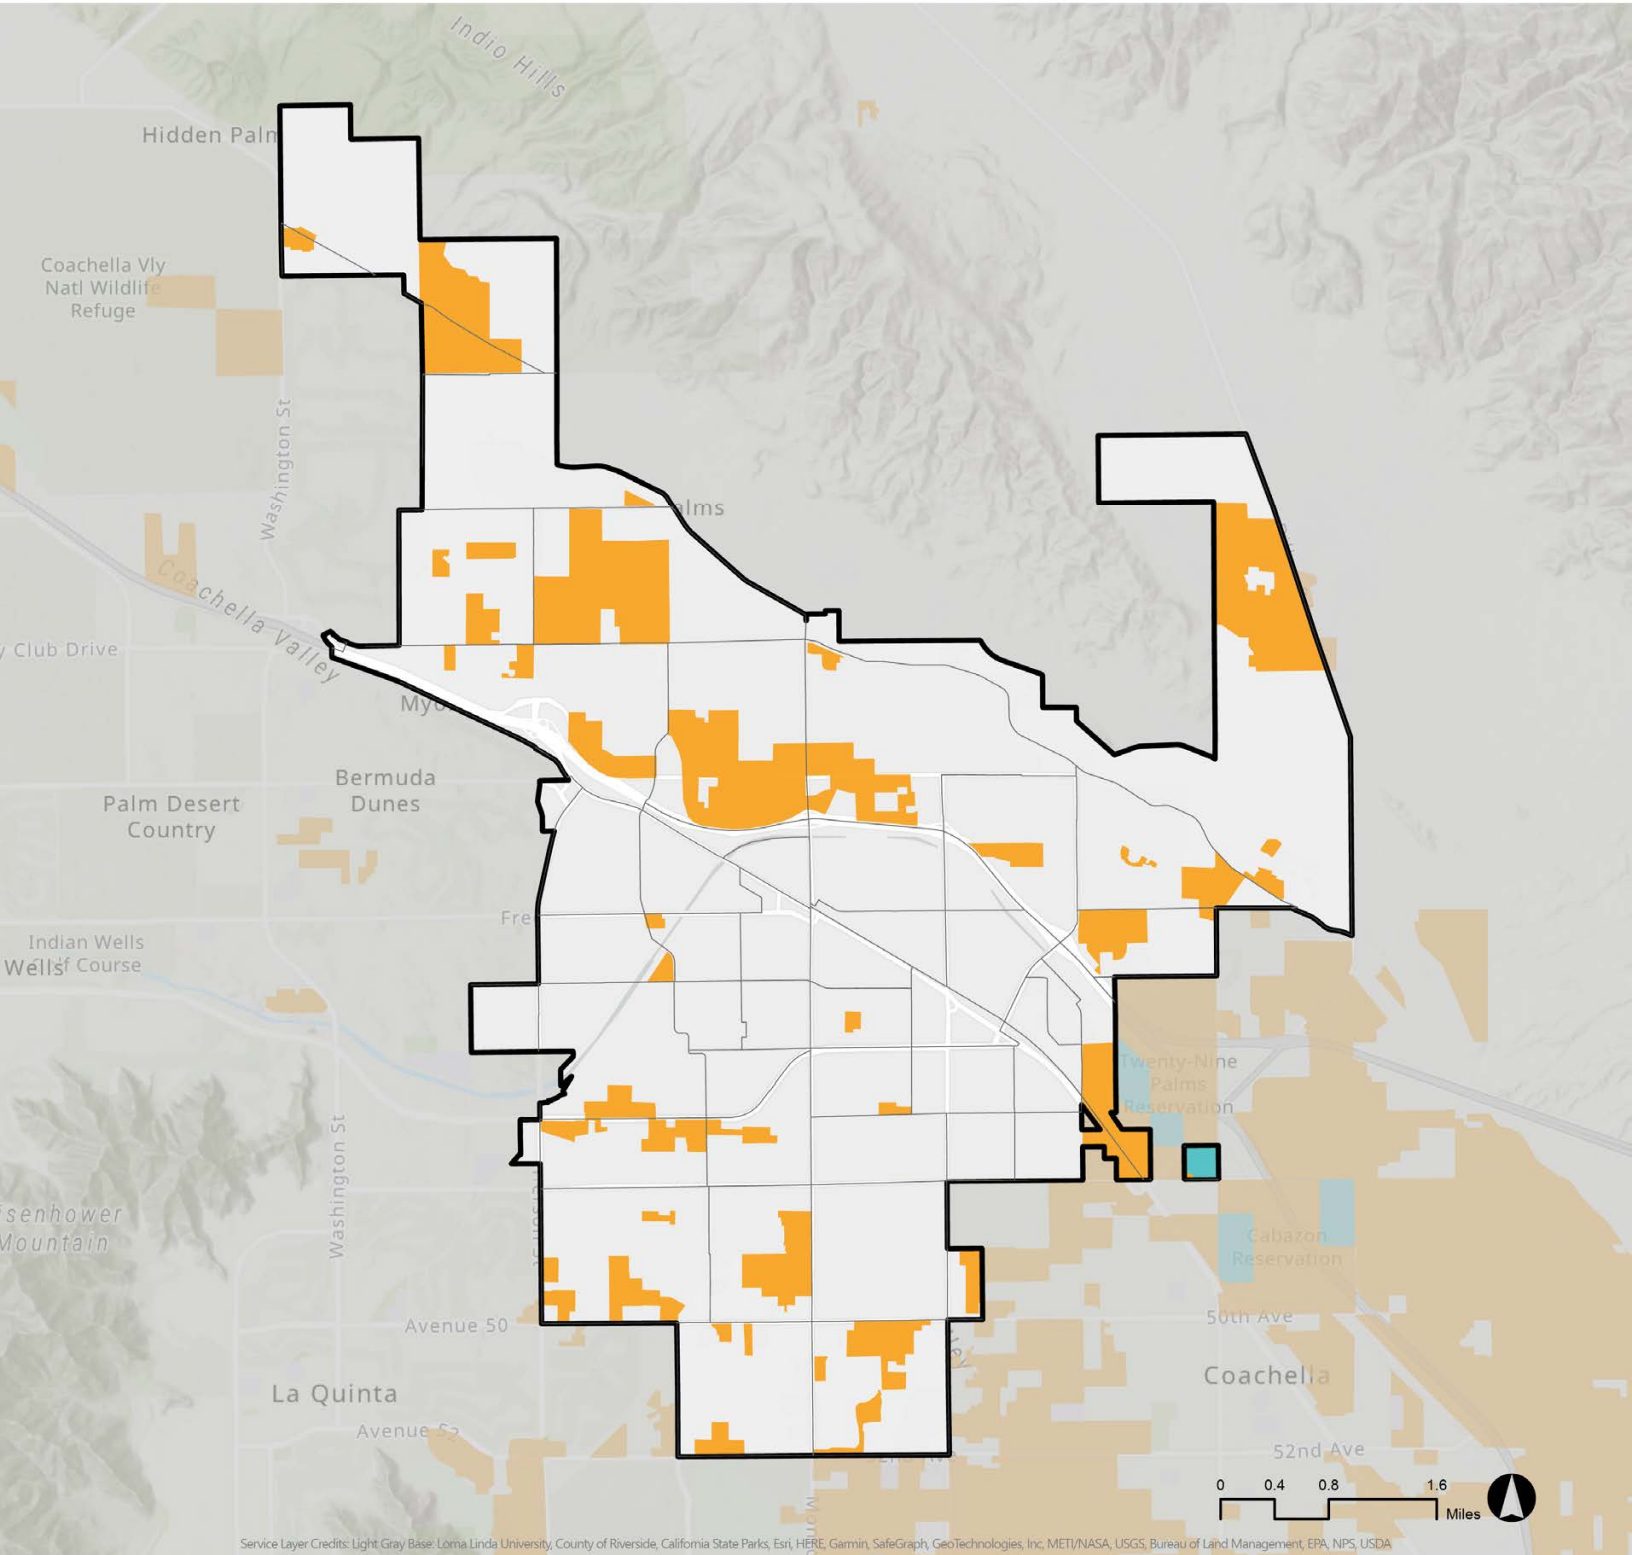 Indio Hills
Hidden Palm
Coachella Vly
Natl Wildlife
Refuge
Washington St
alms
Coachella Valley
y Club Drive
Myo
Bermuda
Dunes
Palm Desert
Country
Fre
Indian Wells
Golf Course
Wells
Twenty-Nine
Palms
Reservation
Washington St
isenhower
Mountain
Cabazon
Reservation
Avenue 50
50th Ave
La Quinta
Coachella
Avenue 52
52nd Ave
0 0.4 0.8 1.6
Miles
Service Layer Credits: Light Gray Base: Loma Linda University, County of Riverside, California State Parks, Esri, HERE, Garmin, SafeGraph, GeoTechnologies, Inc, METI/NASA, USGS, Bureau of Land Management, EPA, NPS, USDA